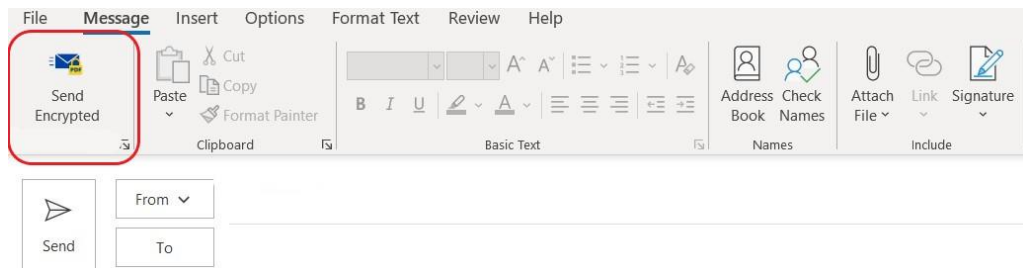 File Message Insert Options Format Text Review Help
PDF
Send
Encrypted
Paste
Cut
Copy
Format Painter
Clipboard
A A
B I U A
Basic Text
Address
Book
Check
Names
Names
Attach
File
Link
Signature
Include
Send
From
To